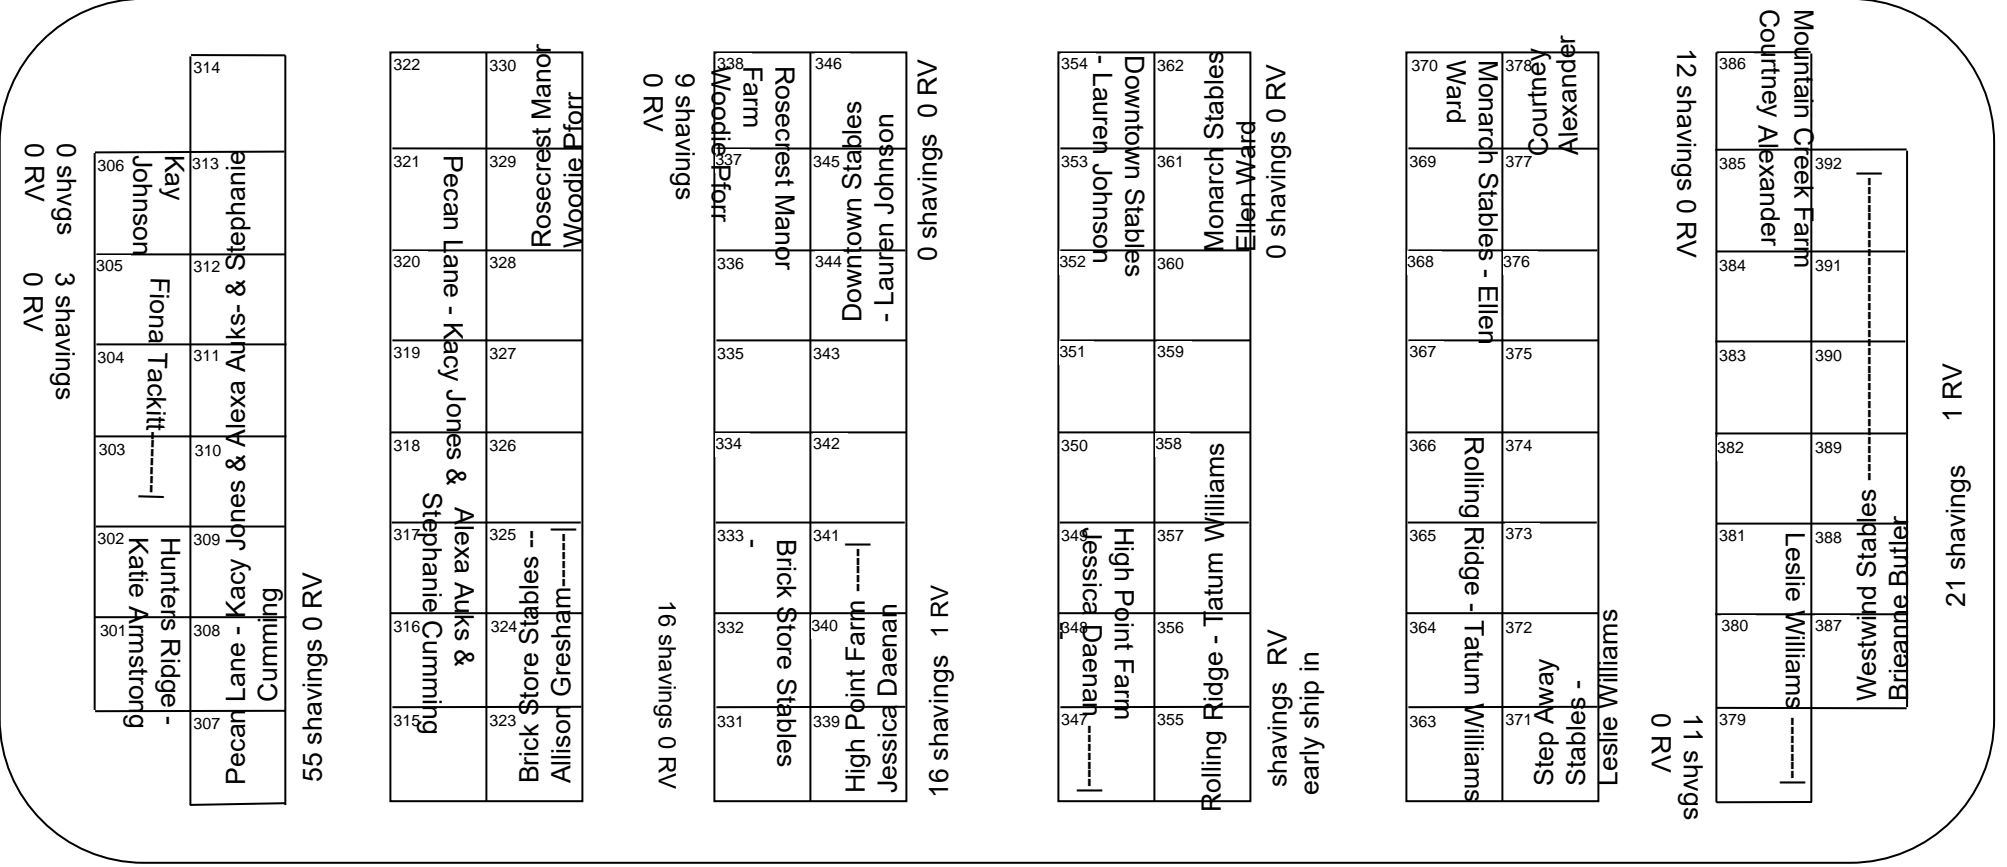 0 shvgs
0 RV
3 shavings
0 RV
314
306
313
305
312
304
311
303
310
302
309
301
308
307
Kay
Johnson
Fiona Tackitt-------|
Hunters Ridge -
Katie Armstrong
Pecan Lane - Kacy Jones & Alexa Auks- & Stephanie
Cumming
55 shavings 0 RV
322
330
321
329
320
328
319
327
318
326
317
325
316
324
315
323
Rosecrest Manor
Woodie Pforr
Pecan Lane - Kacy Jones & Alexa Auks &
Stephanie Cumming
Brick Store Stables --
Allison Gresham-------|
9 shavings
0 RV
16 shavings 0 RV
338
346
337
345
336
344
335
343
334
342
333
341
332
340
331
339
Rosecrest Manor
Farm
Woodie Pforr
Downtown Stables
- Lauren Johnson
0 shavings 0 RV
Brick Store Stables
-
High Point Farm ------|
Jessica Daenan
16 shavings 1 RV
354
362
353
361
352
360
351
359
350
358
349
357
348
356
347
355
Downtown Stables
- Lauren Johnson
Monarch Stables
Ellen Ward
0 shavings 0 RV
High Point Farm
- Jessica Daenan --------|
Rolling Ridge - Tatum Williams
shavings RV
early ship in
370
378
369
377
368
376
367
375
366
374
365
373
364
372
363
371
Monarch Stables - Ellen
Ward
Courtney
Alexanper
Rolling Ridge - Tatum Williams
Step Away
Stables -
Leslie Williams
12 shavings 0 RV
11 shvgs
0 RV
386
385
392
384
391
383
390
382
389
381
388
380
387
379
Mountain Creek Farm
Courtney Alexander
Leslie Williams--------|
Westwind Stables --------------------------------------|
Brieanne Butler
21 shavings 1 RV